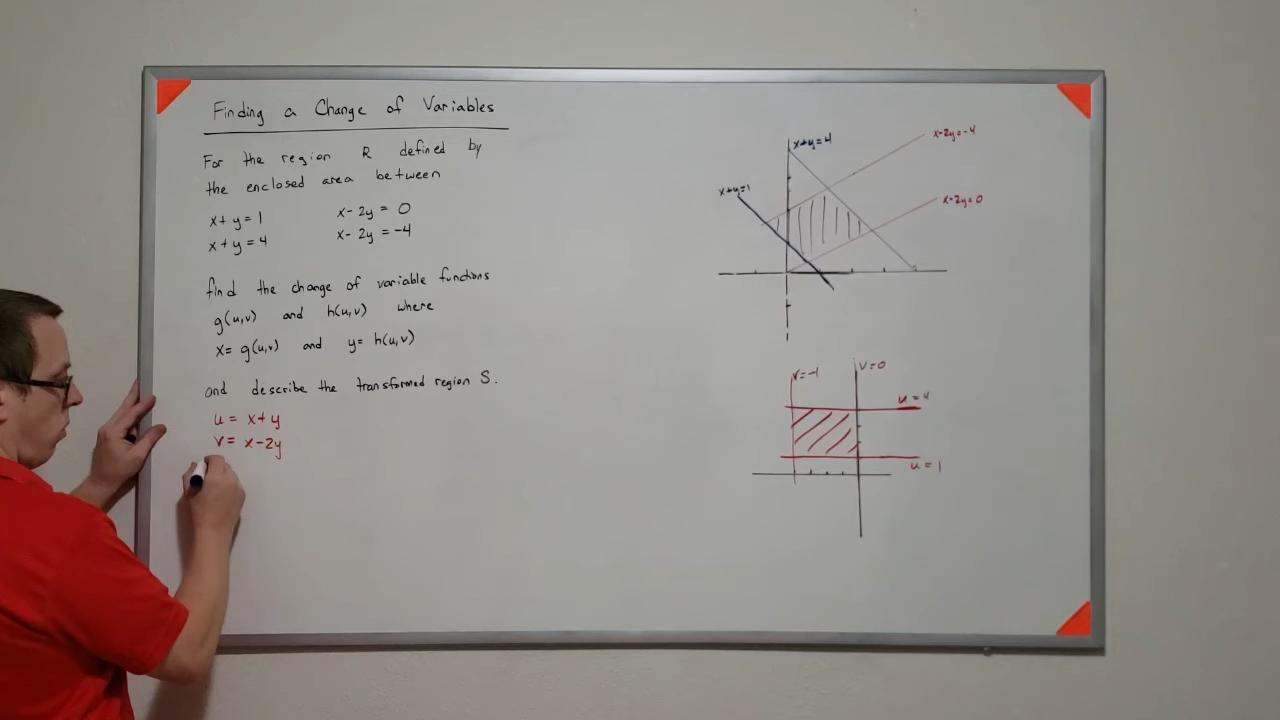 Finding a Change of Variables
For the region R defined by
the enclosed area between
x+y=1 x-2y=0
x+y=4 x-2y=-4
find the change of variable functions
g(u,v) and h(u,v) where
x=g(u,v) and y=h(u,v)
and describe the transformed region S.
u=x+y
v=x-2y
x+y=4
x-2y=-4
x+y=1
x-2y=0
v=-1
v=0
u=4
u=1